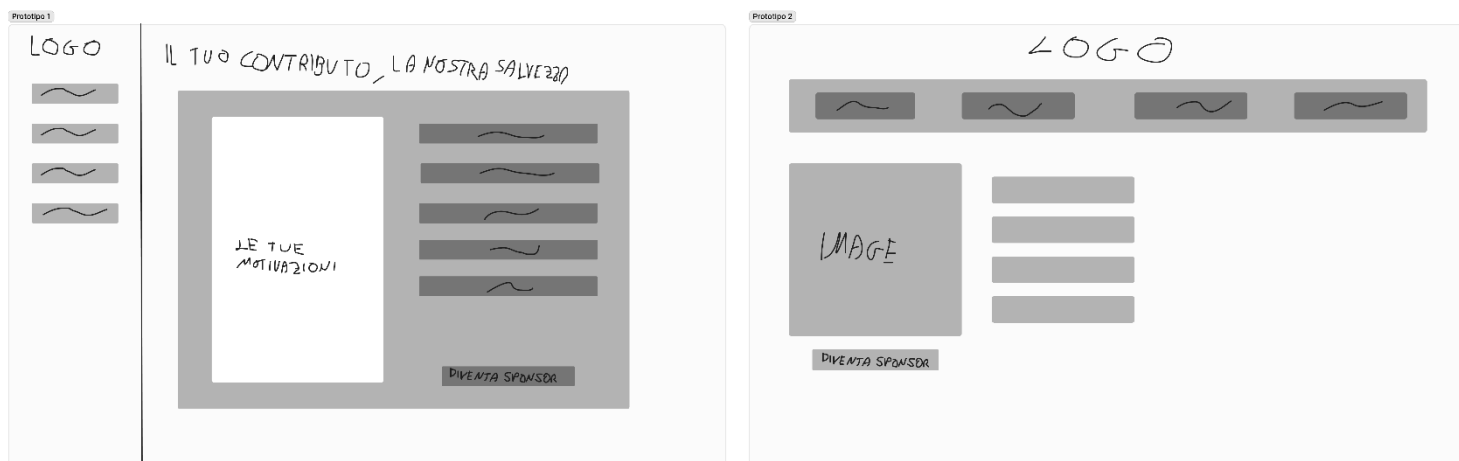 Prototipo 1
LOGO
IL TUO CONTRIBUTO, LA NOSTRA SALVEZZA
LE TUE
MOTIVAZIONI
DIVENTA SPONSOR
Prototipo 2
LOGO
IMAGE
DIVENTA SPONSOR